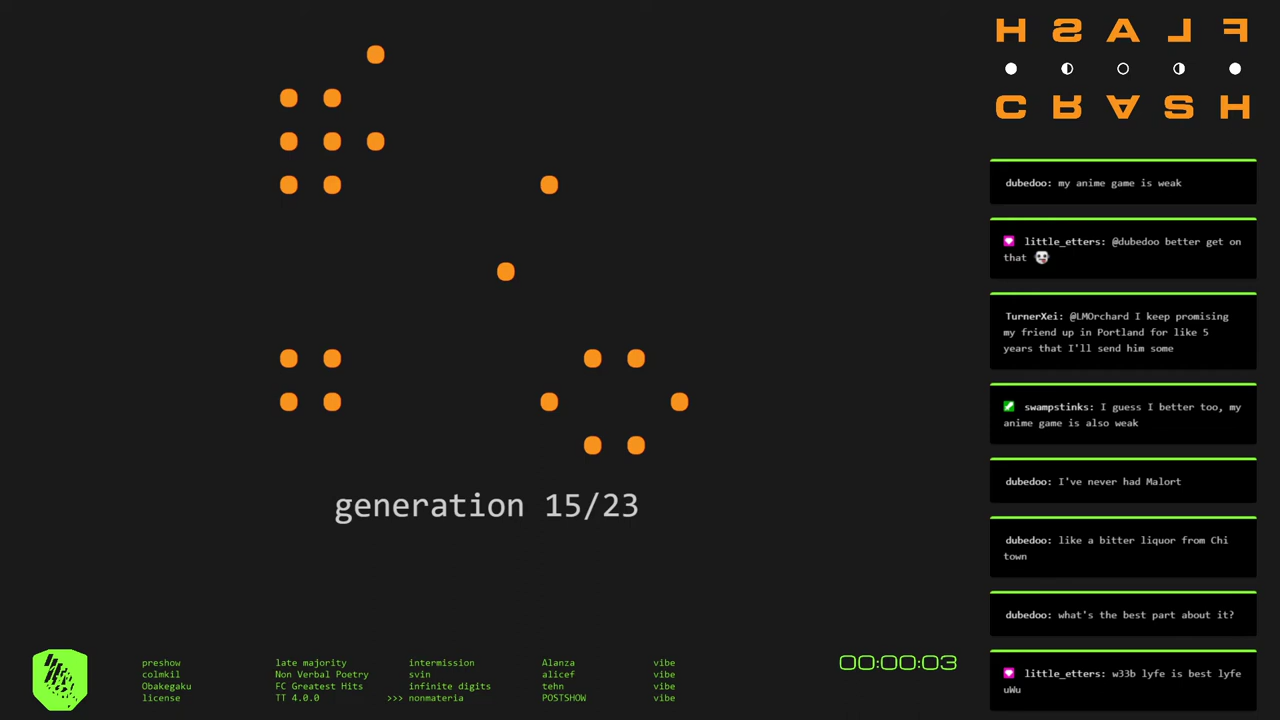 FLASH
CRASH
dubedoo: my anime game is weak
little_etters: @dubedoo better get on
that
TurnerXei: @LMOrchard I keep promising
my friend up in Portland for like 5
years that I'll send him some
swampstinks: I guess I better too, my
anime game is also weak
dubedoo: I've never had Malort
dubedoo: like a bitter liquor from Chi
town
dubedoo: what's the best part about it?
little_etters: w33b lyfe is best lyfe
uWu
generation 15/23
preshow
colmkil
Obakegaku
license
late majority
Non Verbal Poetry
FC Greatest Hits
TT 4.0.0
intermission
svin
infinite digits
>>> nonmateria
Alanza
alicef
tehn
POSTSHOW
vibe
vibe
vibe
vibe
00:00:03